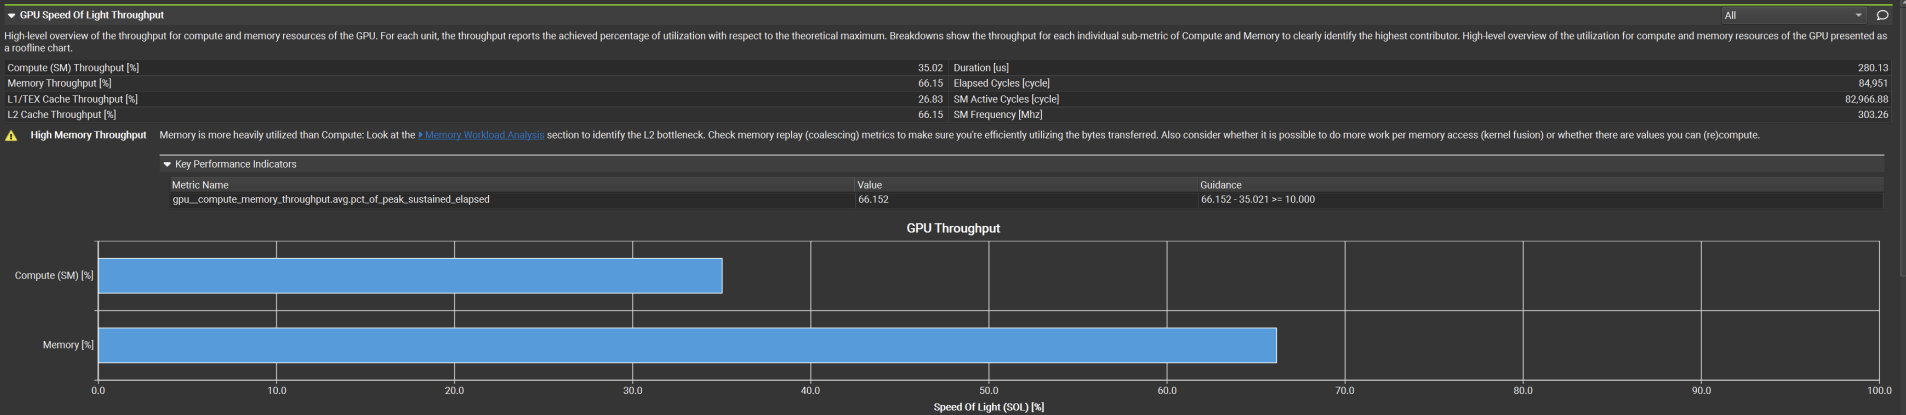 GPU Speed Of Light Throughput
All
High-level overview of the throughput for compute and memory resources of the GPU. For each unit, the throughput reports the achieved percentage of utilization with respect to the theoretical maximum. Breakdowns show the throughput for each individual sub-metric of Compute and Memory to clearly identify the highest contributor. High-level overview of the utilization for compute and memory resources of the GPU presented as
a roofline chart.
Compute (SM) Throughput [%] 35.02 Duration [us] 280.13
Memory Throughput [%] 66.15 Elapsed Cycles [cycle] 84,951
L1/TEX Cache Throughput [%] 26.83 SM Active Cycles [cycle] 82,966.88
L2 Cache Throughput [%] 66.15 SM Frequency [Mhz] 303.26
High Memory Throughput Memory is more heavily utilized than Compute: Look at the Memory Workload Analysis section to identify the L2 bottleneck. Check memory replay (coalescing) metrics to make sure you're efficiently utilizing the bytes transferred. Also consider whether it is possible to do more work per memory access (kernel fusion) or whether there are values you can (re)compute.
Key Performance Indicators
Metric Name Value Guidance
gpu__compute_memory_throughput.avg.pct_of_peak_sustained_elapsed 66.152 66.152 - 35.021 >= 10.000
GPU Throughput
Compute (SM) [%]
Memory [%]
0.0 10.0 20.0 30.0 40.0 50.0 60.0 70.0 80.0 90.0 100.0
Speed Of Light (SOL) [%]